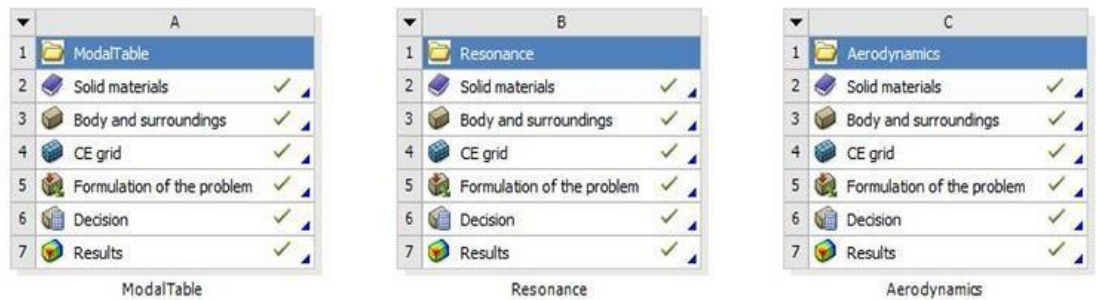 A
1 ModalTable
2 Solid materials
3 Body and surroundings
4 CE grid
5 Formulation of the problem
6 Decision
7 Results
ModalTable
B
1 Resonance
2 Solid materials
3 Body and surroundings
4 CE grid
5 Formulation of the problem
6 Decision
7 Results
Resonance
C
1 Aerodynamics
2 Solid materials
3 Body and surroundings
4 CE grid
5 Formulation of the problem
6 Decision
7 Results
Aerodynamics